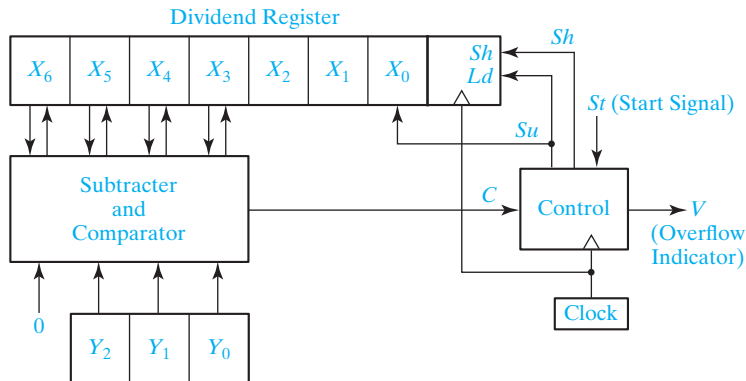 Dividend Register
X6 X5 X4 X3 X2 X1 X0
Sh
Ld
Sh
St (Start Signal)
Su
Subtracter
and
Comparator
C
Control
V
(Overflow
Indicator)
0
Clock
Y2 Y1 Y0